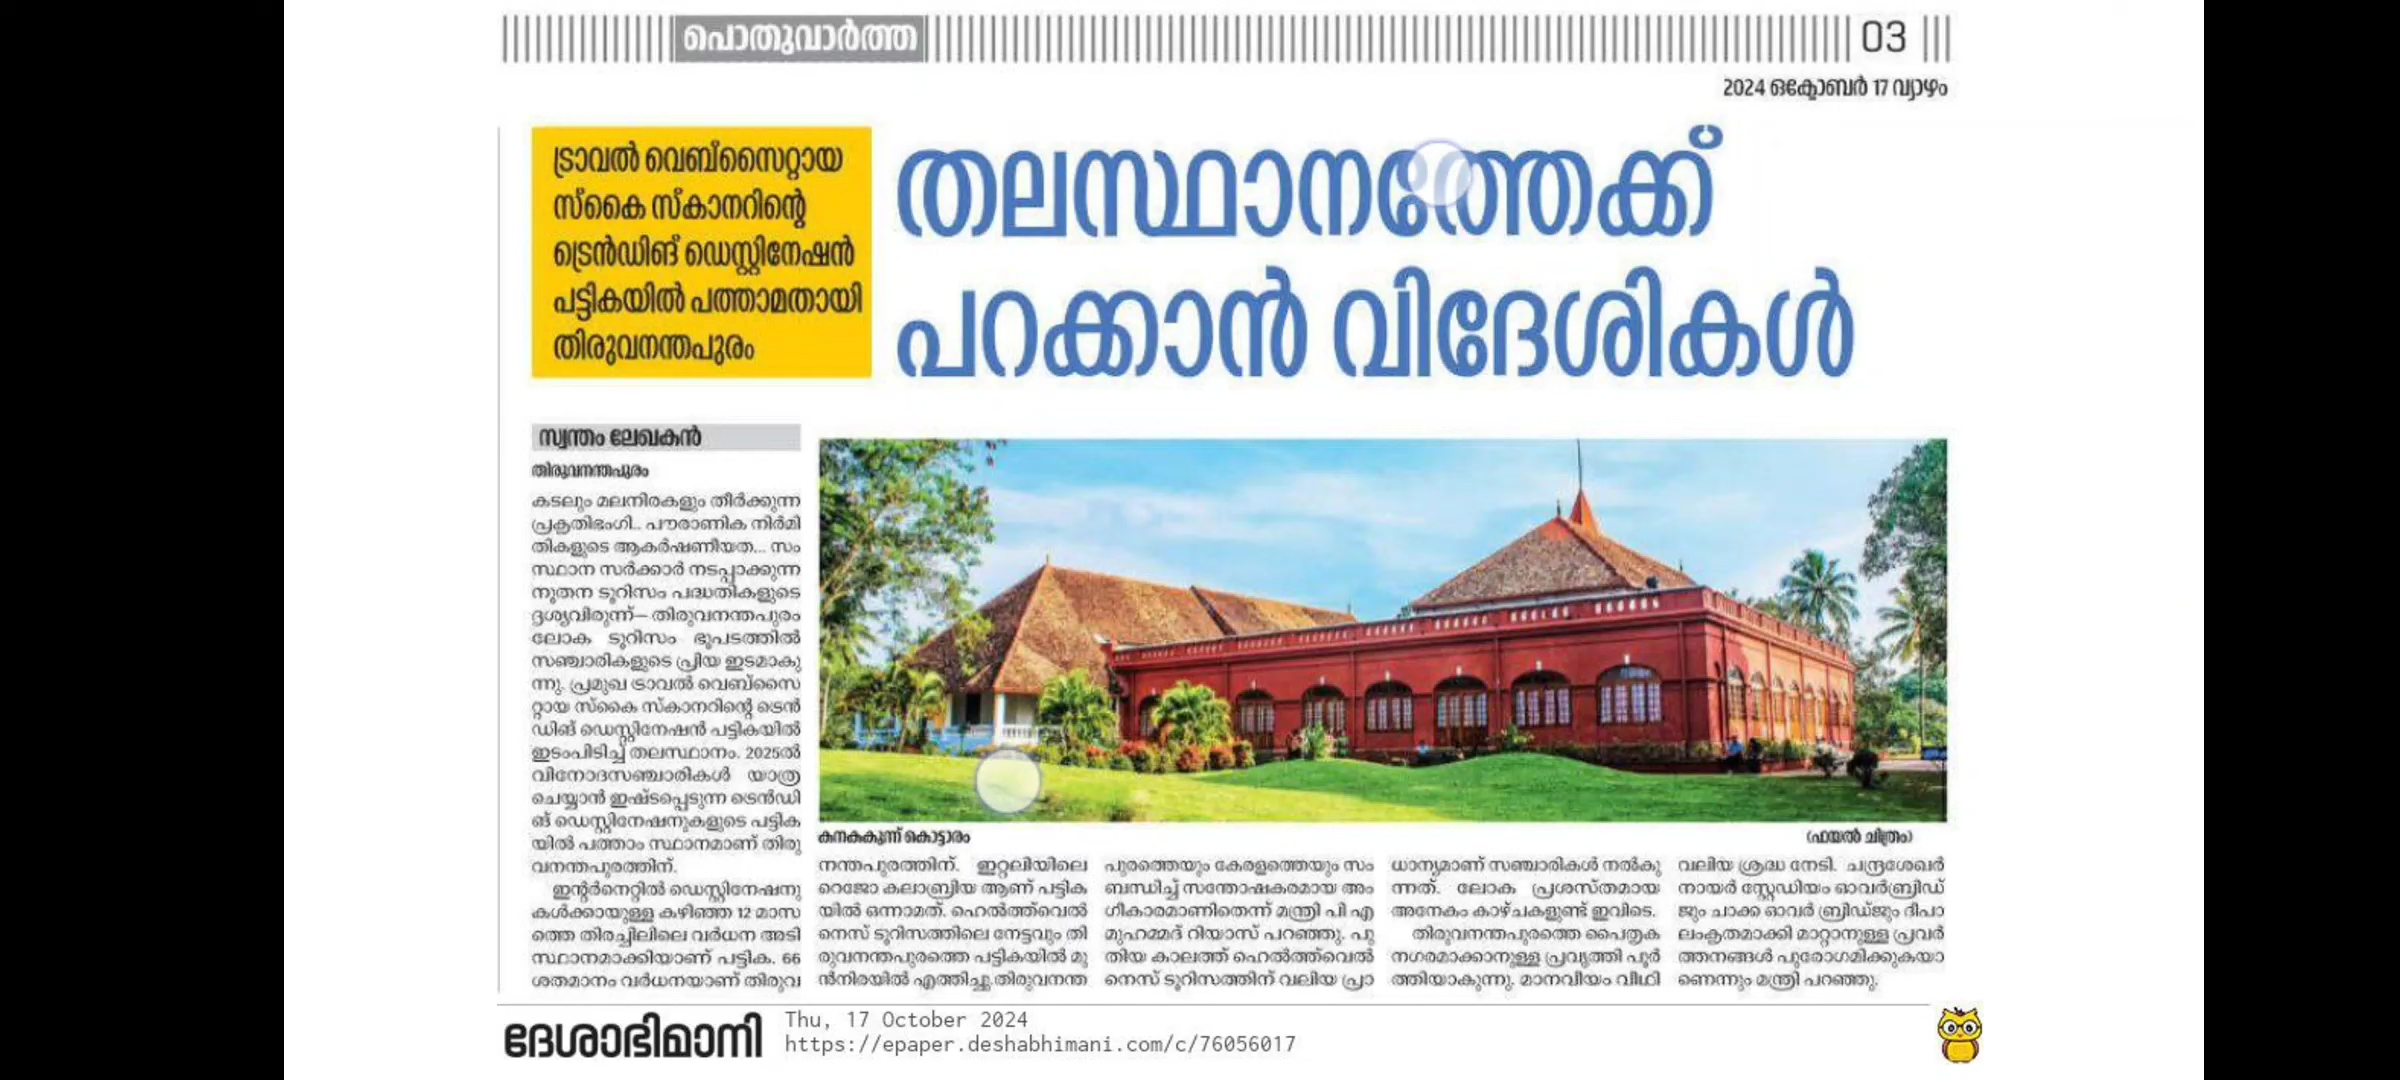 പൊതുവാർത്ത
03
2024 ഒക്ടോബർ 17 വ്യാഴം
ട്രാവൽ വെബ്സൈറ്റായ
സ്കൈ സ്കാനറിന്റെ
ട്രെൻഡിങ് ഡെസ്റ്റിനേഷൻ
പട്ടികയിൽ പത്താമതായി
തിരുവനന്തപുരം
തലസ്ഥാനത്തേക്ക്
പറക്കാൻ വിദേശികൾ
സ്വന്തം ലേഖകൻ
തിരുവനന്തപുരം
കടലും മലനിരകളും തീർക്കുന്ന
പ്രകൃതിഭംഗി.. പൗരാണിക നിർമി
തികളുടെ ആകർഷണീയത... സം
സ്ഥാന സർക്കാർ നടപ്പാക്കുന്ന
നൂതന ടൂറിസം പദ്ധതികളുടെ
ദൃശ്യവിരുന്ന്– തിരുവനന്തപുരം
ലോക ടൂറിസം ഭൂപടത്തിൽ
സഞ്ചാരികളുടെ പ്രിയ ഇടമാകു
ന്നു. പ്രമുഖ ട്രാവൽ വെബ്സൈ
റ്റായ സ്കൈ സ്കാനറിന്റെ ട്രെൻ
ഡിങ് ഡെസ്റ്റിനേഷൻ പട്ടികയിൽ
ഇടംപിടിച്ച് തലസ്ഥാനം. 2025ൽ
വിനോദസഞ്ചാരികൾ യാത്ര
ചെയ്യാൻ ഇഷ്ടപ്പെടുന്ന ട്രെൻഡി
ങ് ഡെസ്റ്റിനേഷനുകളുടെ പട്ടിക
യിൽ പത്താം സ്ഥാനമാണ് തിരു
വനന്തപുരത്തിന്.
ഇന്റർനെറ്റിൽ ഡെസ്റ്റിനേഷനു
കൾക്കായുള്ള കഴിഞ്ഞ 12 മാസ
ത്തെ തിരച്ചിലിലെ വർധന അടി
സ്ഥാനമാക്കിയാണ് പട്ടിക. 66
ശതമാനം വർധനയാണ് തിരുവ
കനകക്കുന്ന് കൊട്ടാരം
(ഫയൽ ചിത്രം)
നന്തപുരത്തിന്. ഇറ്റലിയിലെ
റെജോ കലാബ്രിയ ആണ് പട്ടിക
യിൽ ഒന്നാമത്. ഹെൽത്ത്‌വെൽ
നെസ് ടൂറിസത്തിലെ നേട്ടവും തി
രുവനന്തപുരത്തെ പട്ടികയിൽ മു
ൻനിരയിൽ എത്തിച്ചു.തിരുവനന്ത
പുരത്തെയും കേരളത്തെയും സം
ബന്ധിച്ച് സന്തോഷകരമായ അം
ഗീകാരമാണിതെന്ന് മന്ത്രി പി എ
മുഹമ്മദ് റിയാസ് പറഞ്ഞു. പു
തിയ കാലത്ത് ഹെൽത്ത്‌വെൽ
നെസ് ടൂറിസത്തിന് വലിയ പ്രാ
ധാന്യമാണ് സഞ്ചാരികൾ നൽകു
ന്നത്. ലോക പ്രശസ്തമായ
അനേകം കാഴ്ചകളുണ്ട് ഇവിടെ.
തിരുവനന്തപുരത്തെ പൈതൃക
നഗരമാക്കാനുള്ള പ്രവൃത്തി പൂർ
ത്തിയാകുന്നു. മാനവീയം വീഥി
വലിയ ശ്രദ്ധ നേടി. ചന്ദ്രശേഖർ
നായർ സ്റ്റേഡിയം ഓവർബ്രിഡ്
ജും ചാക്ക ഓവർ ബ്രിഡ്ജും ദീപാ
ലംകൃതമാക്കി മാറ്റാനുള്ള പ്രവർ
ത്തനങ്ങൾ പുരോഗമിക്കുകയാ
ണെന്നും മന്ത്രി പറഞ്ഞു.
ദേശാഭിമാനി
Thu, 17 October 2024
https://epaper.deshabhimani.com/c/76056017